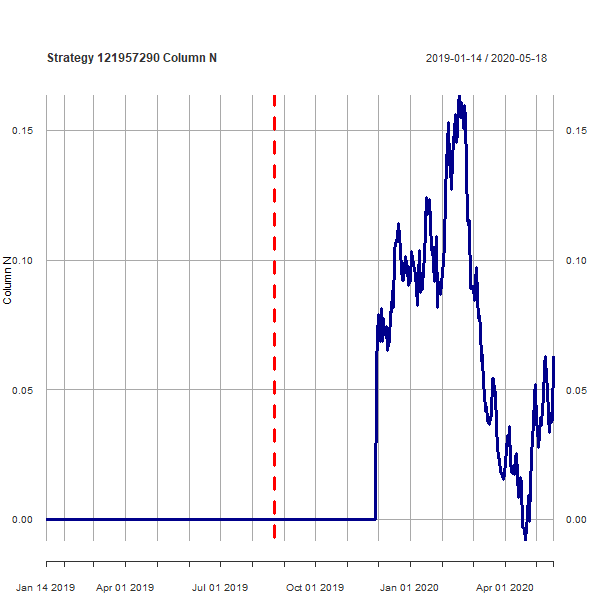 Strategy 121957290 Column N
2019-01-14 / 2020-05-18
0.15
0.15
0.10
0.10
Column N
0.05
0.05
0.00
0.00
Jan 14 2019
Apr 01 2019
Jul 01 2019
Oct 01 2019
Jan 01 2020
Apr 01 2020